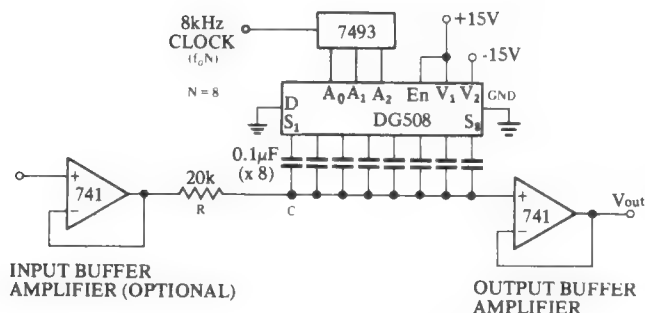 8kHz
CLOCK
(f₀N)
N = 8
7493
+15V
-15V
A₀ A₁ A₂ En V₁ V₂
GND
D
S₁
DG508
S₈
0.1µF
(x 8)
20k
R
C
+
741
−
+
741
−
Vout
INPUT BUFFER
AMPLIFIER (OPTIONAL)
OUTPUT BUFFER
AMPLIFIER